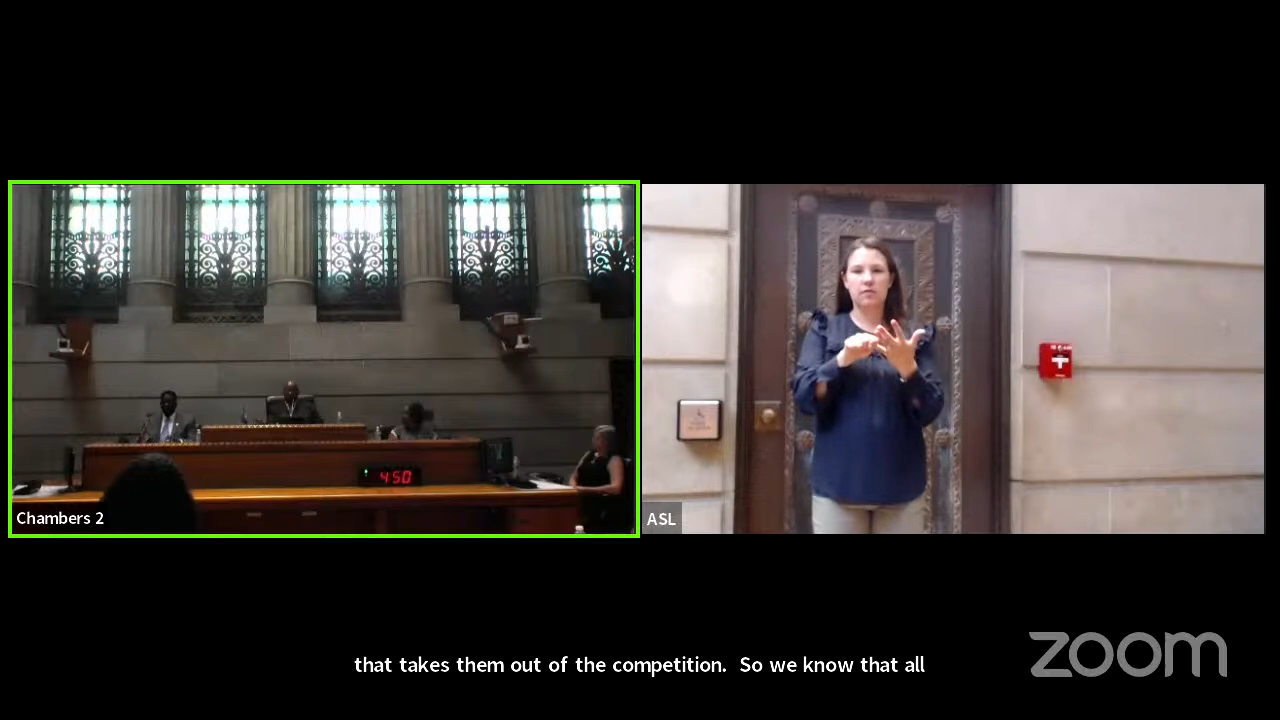 450
Chambers 2
ASL
that takes them out of the competition.  So we know that all
zoom